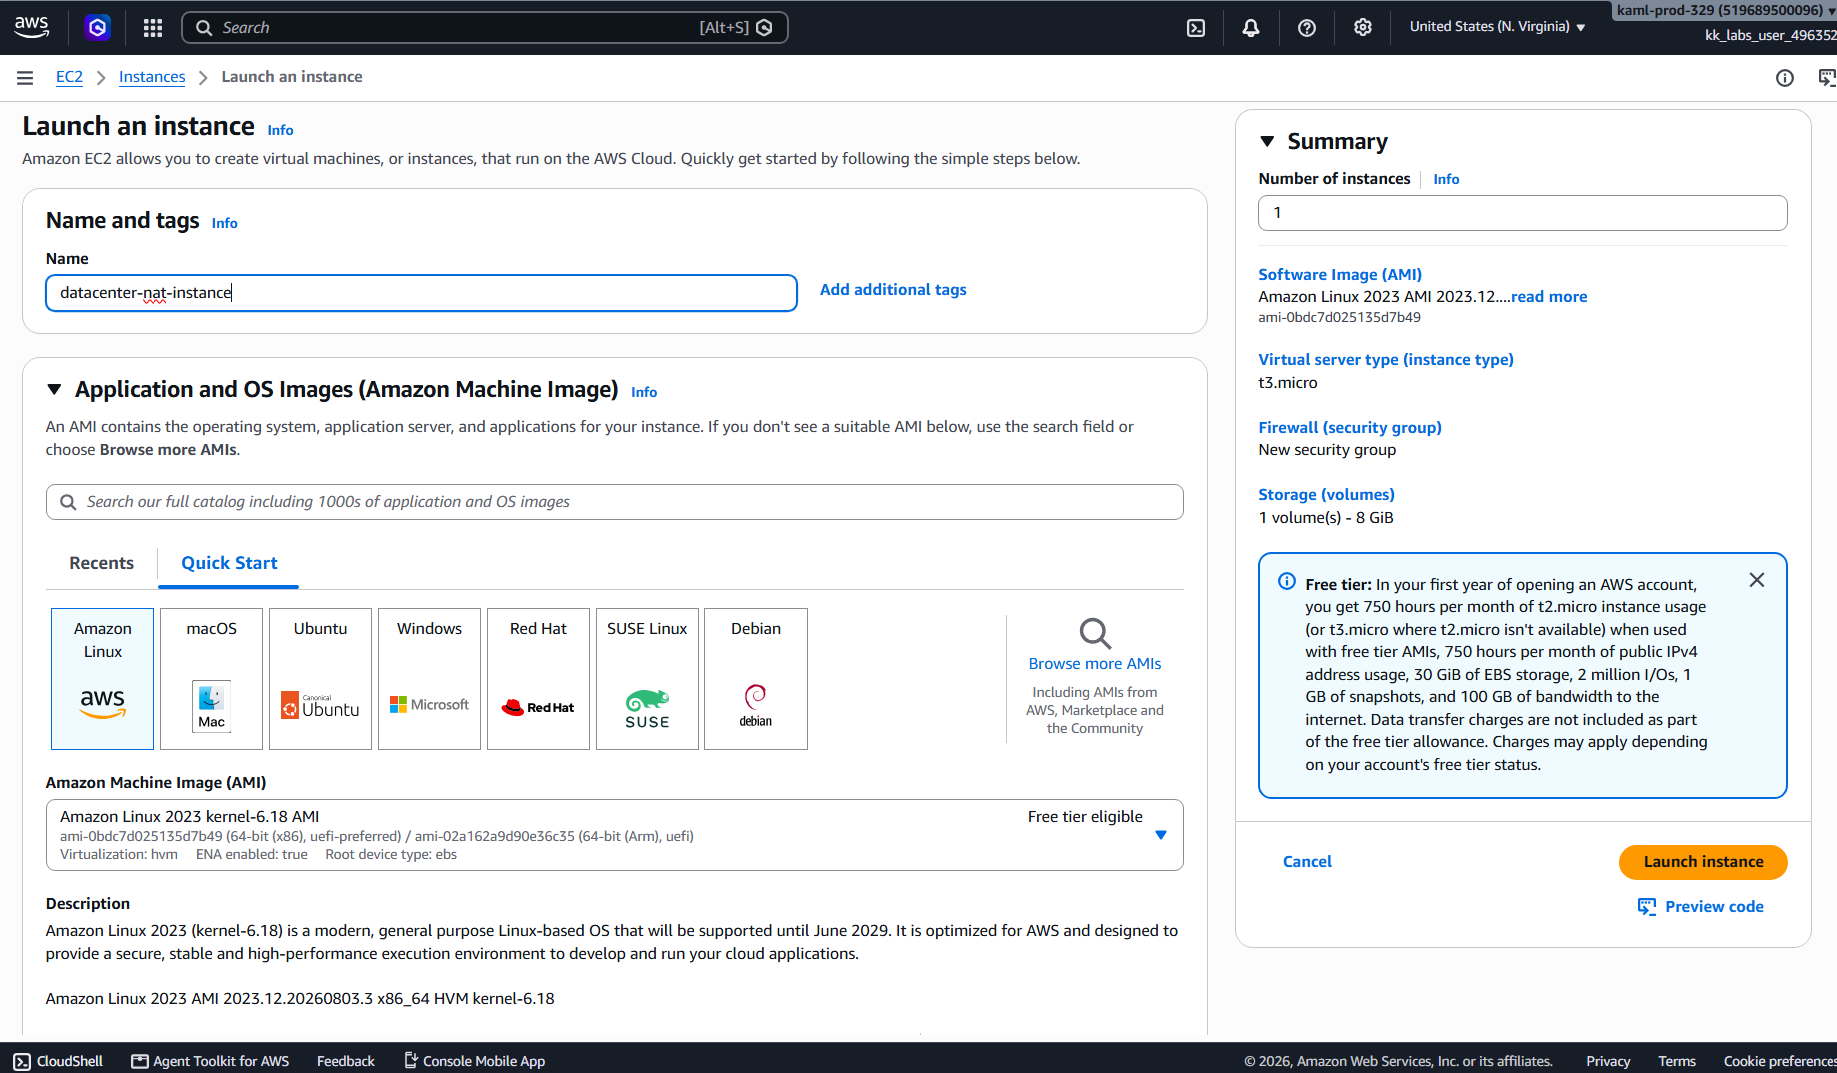 aws
Search
[Alt+S]
United States (N. Virginia)
kaml-prod-329 (519689500096)
kk_labs_user_496352
EC2
Instances
Launch an instance
Launch an instance
Info
Amazon EC2 allows you to create virtual machines, or instances, that run on the AWS Cloud. Quickly get started by following the simple steps below.
Name and tags
Info
Name
datacenter-nat-instance
Add additional tags
Application and OS Images (Amazon Machine Image)
Info
An AMI contains the operating system, application server, and applications for your instance. If you don't see a suitable AMI below, use the search field or
choose Browse more AMIs.
Search our full catalog including 1000s of application and OS images
Recents
Quick Start
Amazon
Linux
aws
macOS
Mac
Ubuntu
Canonical
Ubuntu
Windows
Microsoft
Red Hat
Red Hat
SUSE Linux
SUSE
Debian
debian
Browse more AMIs
Including AMIs from
AWS, Marketplace and
the Community
Amazon Machine Image (AMI)
Amazon Linux 2023 kernel-6.18 AMI
Free tier eligible
ami-0bdc7d025135d7b49 (64-bit (x86), uefi-preferred) / ami-02a162a9d90e36c35 (64-bit (Arm), uefi)
Virtualization: hvm ENA enabled: true Root device type: ebs
Description
Amazon Linux 2023 (kernel-6.18) is a modern, general purpose Linux-based OS that will be supported until June 2029. It is optimized for AWS and designed to
provide a secure, stable and high-performance execution environment to develop and run your cloud applications.
Amazon Linux 2023 AMI 2023.12.20260803.3 x86_64 HVM kernel-6.18
Summary
Number of instances
Info
1
Software Image (AMI)
Amazon Linux 2023 AMI 2023.12....read more
ami-0bdc7d025135d7b49
Virtual server type (instance type)
t3.micro
Firewall (security group)
New security group
Storage (volumes)
1 volume(s) - 8 GiB
Free tier: In your first year of opening an AWS account,
you get 750 hours per month of t2.micro instance usage
(or t3.micro where t2.micro isn't available) when used
with free tier AMIs, 750 hours per month of public IPv4
address usage, 30 GiB of EBS storage, 2 million I/Os, 1
GB of snapshots, and 100 GB of bandwidth to the
internet. Data transfer charges are not included as part
of the free tier allowance. Charges may apply depending
on your account's free tier status.
Cancel
Launch instance
Preview code
CloudShell
Agent Toolkit for AWS
Feedback
Console Mobile App
© 2026, Amazon Web Services, Inc. or its affiliates.
Privacy
Terms
Cookie preferences